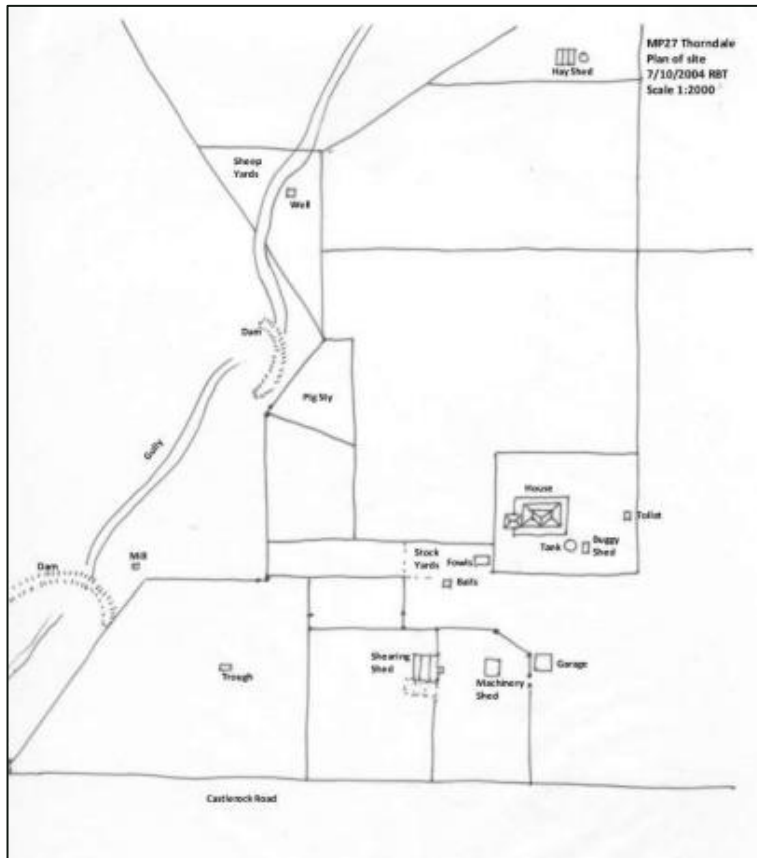 MP27 Thorndale
Plan of site
7/10/2004 RBT
Scale 1:2000
Hay Shed
Sheep
Yards
Well
Dam
Pig Sty
Gully
House
Toilet
Tank
Buggy
Shed
Stock
Yards
Fowls
Bails
Mill
Dam
Shearing
Shed
Trough
Machinery
Shed
Garage
Castlerock Road